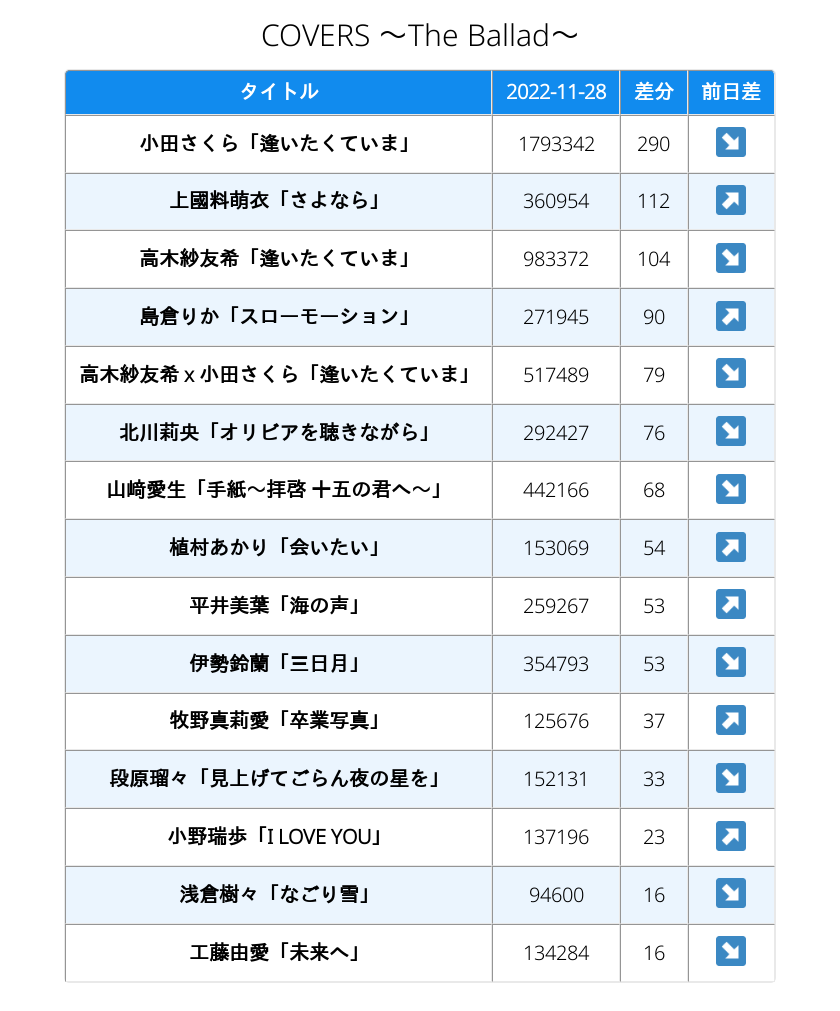 COVERS ～The Ballad～
タイトル 2022-11-28 差分 前日差
小田さくら「逢いたくていま」 1793342 290 ↘
上國料萌衣「さよなら」 360954 112 ↗
高木紗友希「逢いたくていま」 983372 104 ↘
島倉りか「スローモーション」 271945 90 ↗
高木紗友希 x 小田さくら「逢いたくていま」 517489 79 ↘
北川莉央「オリビアを聴きながら」 292427 76 ↘
山﨑愛生「手紙～拝啓 十五の君へ～」 442166 68 ↘
植村あかり「会いたい」 153069 54 ↗
平井美葉「海の声」 259267 53 ↗
伊勢鈴蘭「三日月」 354793 53 ↘
牧野真莉愛「卒業写真」 125676 37 ↗
段原瑠々「見上げてごらん夜の星を」 152131 33 ↘
小野瑞歩「I LOVE YOU」 137196 23 ↗
浅倉樹々「なごり雪」 94600 16 ↘
工藤由愛「未来へ」 134284 16 ↘